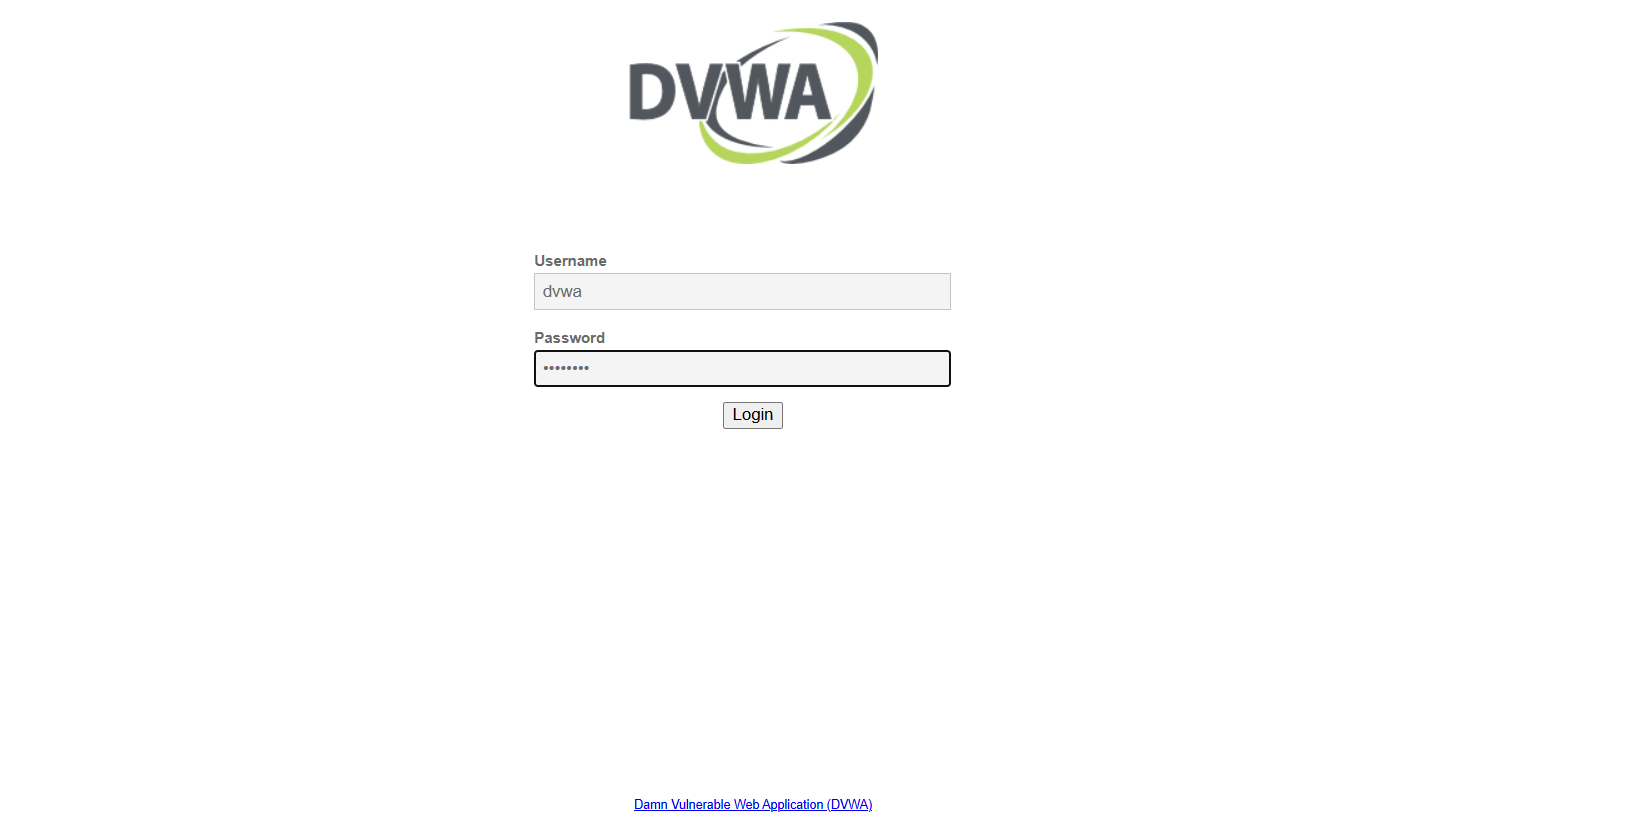 DVWA
Username
dvwa
Password
••••••••
Login
Damn Vulnerable Web Application (DVWA)